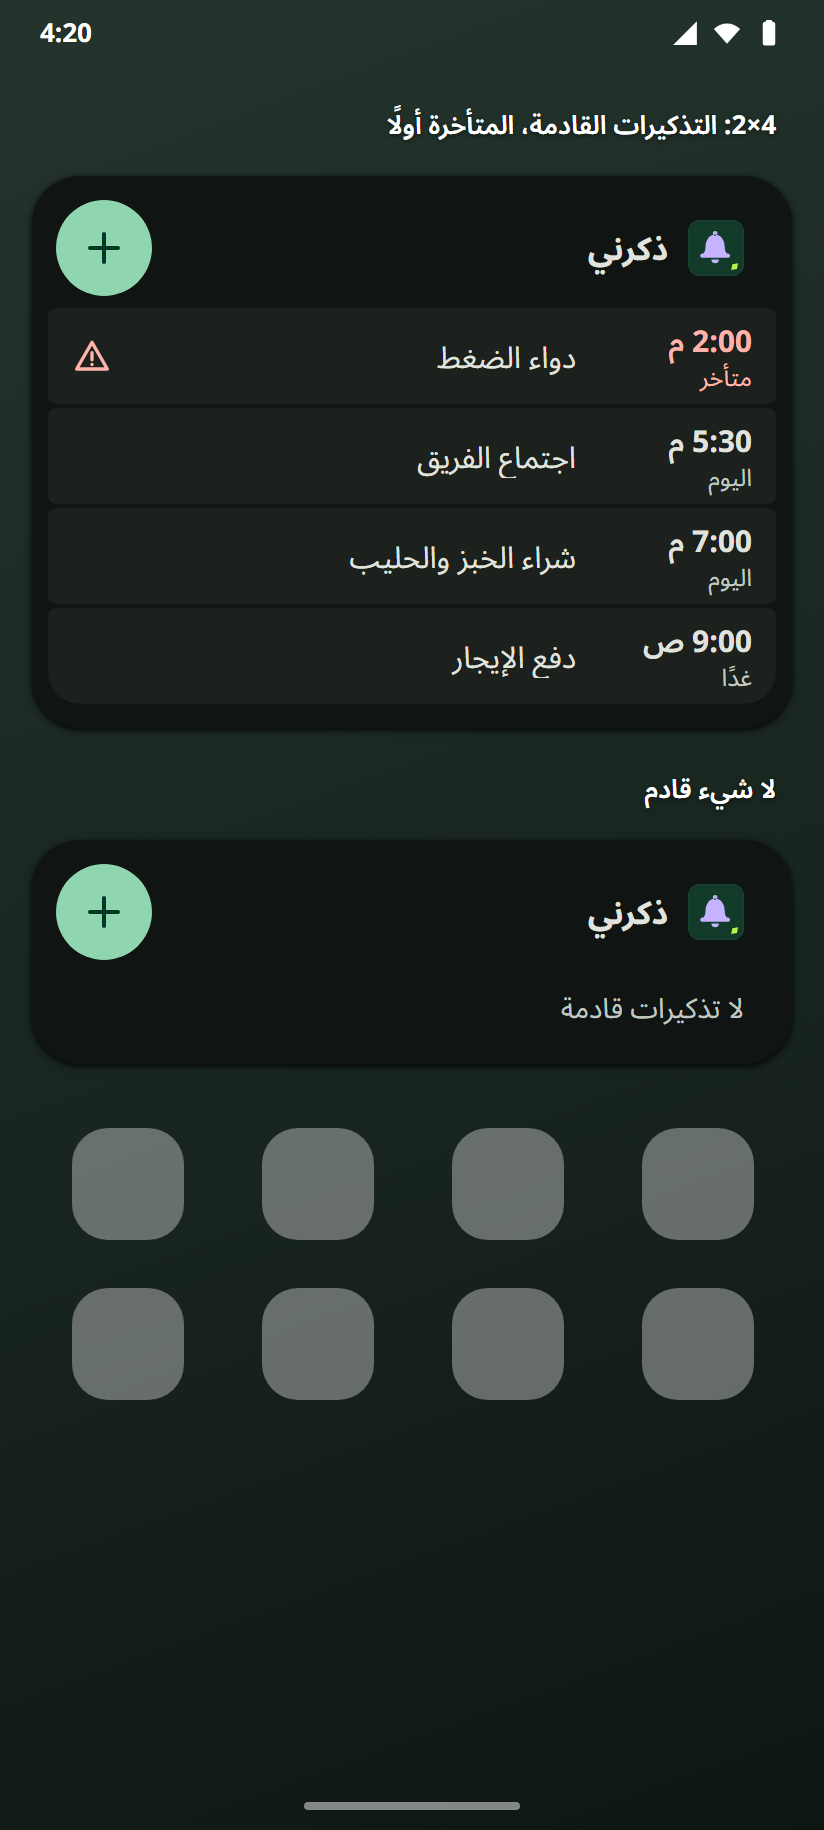 4:20
4×2: التذكيرات القادمة، المتأخرة أولًا
ذكرني
2:00 م
متأخر
دواء الضغط
5:30 م
اليوم
اجتماع الفريق
7:00 م
اليوم
شراء الخبز والحليب
9:00 ص
غدًا
دفع الإيجار
لا شيء قادم
ذكرني
لا تذكيرات قادمة